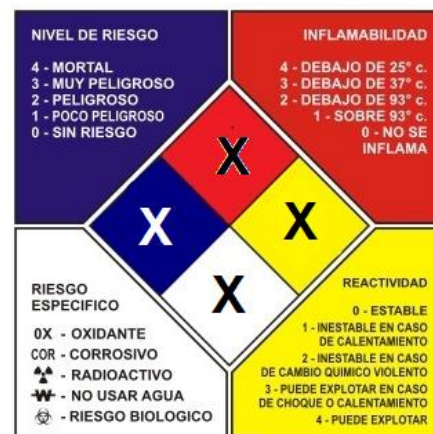 NIVEL DE RIESGO
4 - MORTAL
3 - MUY PELIGROSO
2 - PELIGROSO
1 - POCO PELIGROSO
0 - SIN RIESGO
INFLAMABILIDAD
4 - DEBAJO DE 25° c.
3 - DEBAJO DE 37° c.
2 - DEBAJO DE 93° c.
1 - SOBRE 93° c.
0 - NO SE
INFLAMA
X
X
X
X
RIESGO
ESPECIFICO
OX - OXIDANTE
COR - CORROSIVO
☢ - RADIOACTIVO
W - NO USAR AGUA
☣ - RIESGO BIOLOGICO
REACTIVIDAD
0 - ESTABLE
1 - INESTABLE EN CASO
DE CALENTAMIENTO
2 - INESTABLE EN CASO
DE CAMBIO QUIMICO VIOLENTO
3 - PUEDE EXPLOTAR EN CASO
DE CHOQUE O CALENTAMIENTO
4 - PUEDE EXPLOTAR